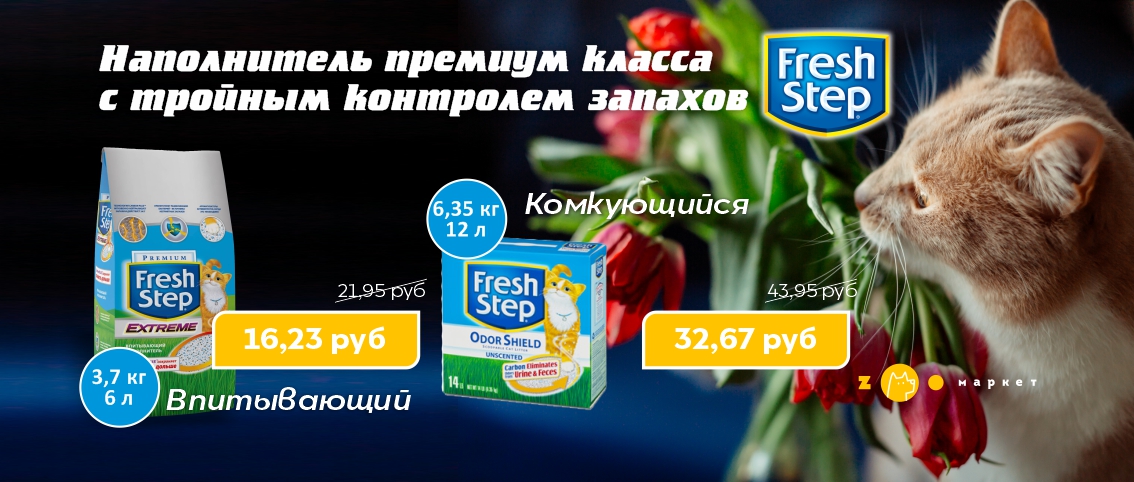 Наполнитель премиум класса
с тройным контролем запахов
Fresh
Step
6,35 кг
12 л
Комкующийся
PREMIUM
Fresh
Step
EXTREME
21,95 руб
16,23 руб
3,7 кг
6 л
Впитывающий
Fresh
Step
ODOR SHIELD
UNSCENTED
Carbon Eliminates
Urine & Feces
14
43,95 руб
32,67 руб
zoo маркет